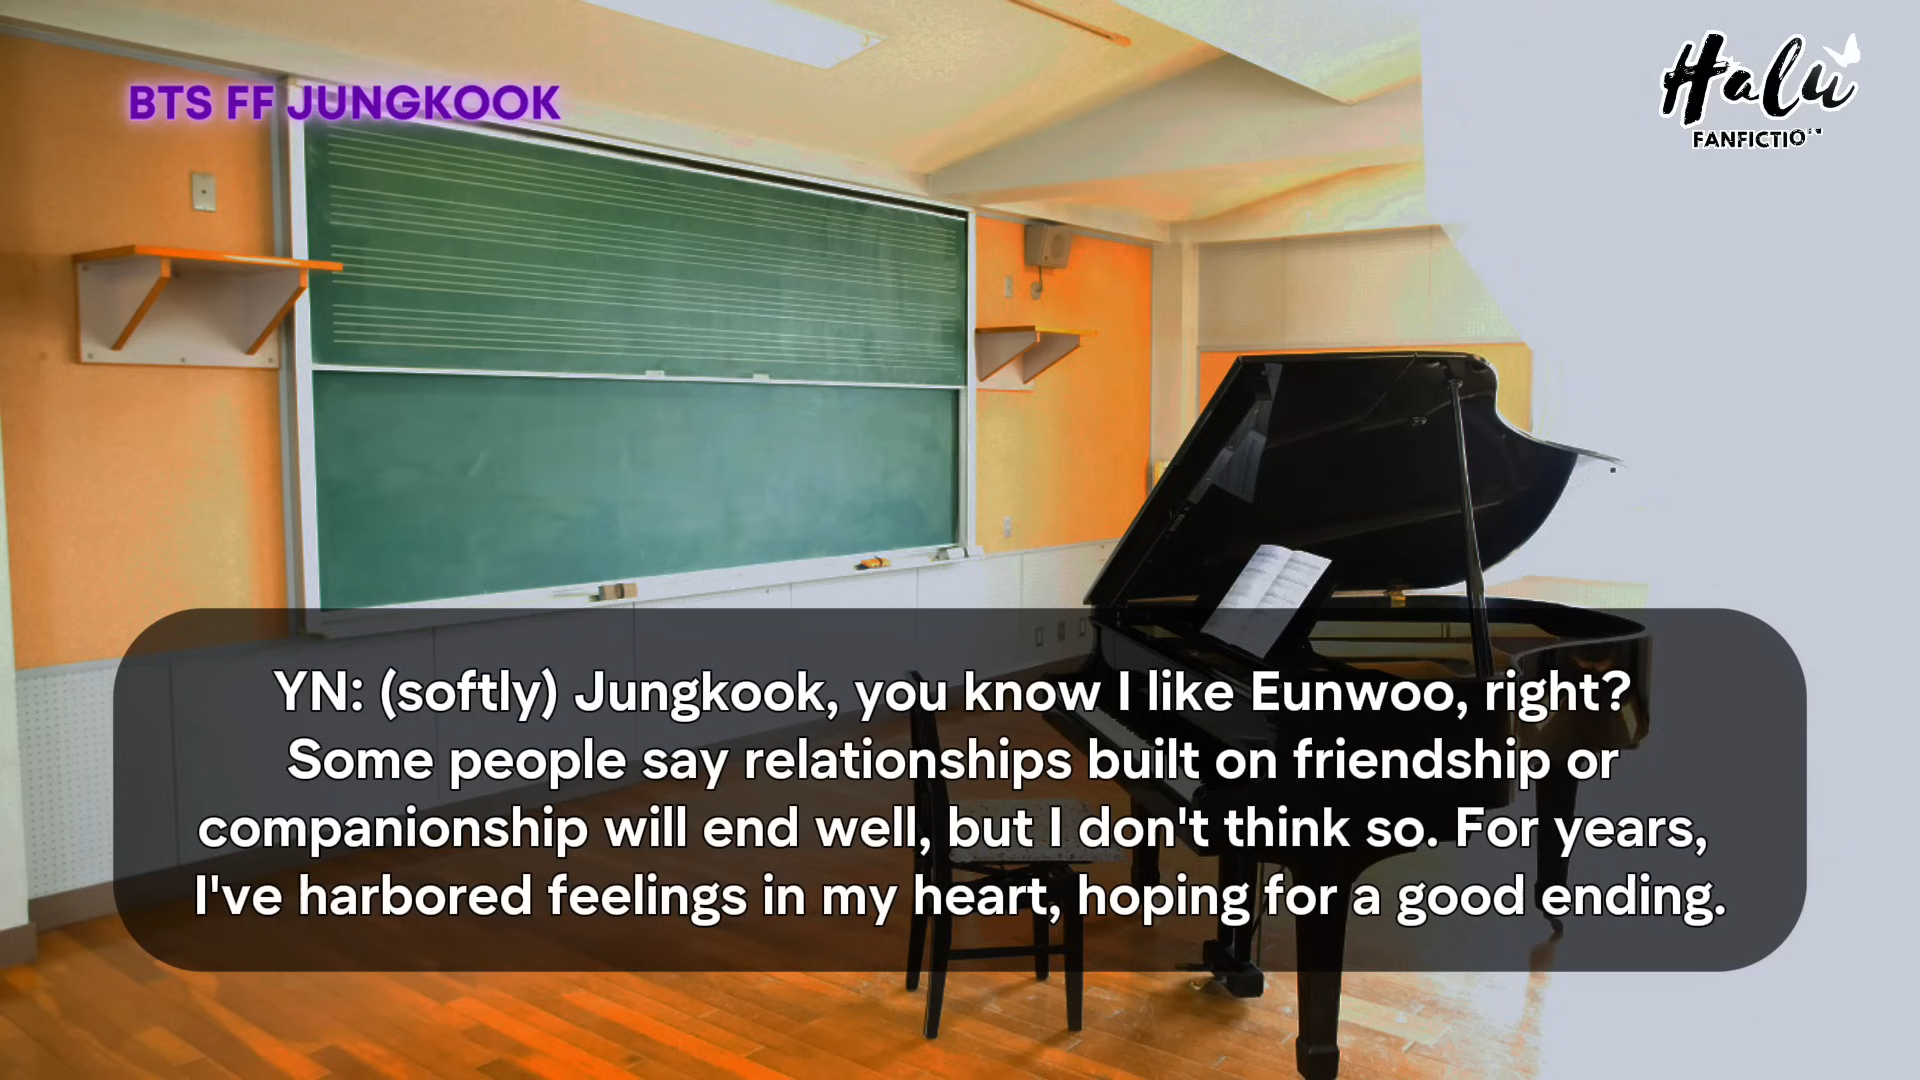 BTS FF JUNGKOOK
Halu
FANFICTIO
YN: (softly) Jungkook, you know I like Eunwoo, right?
Some people say relationships built on friendship or
companionship will end well, but I don't think so. For years,
I've harbored feelings in my heart, hoping for a good ending.